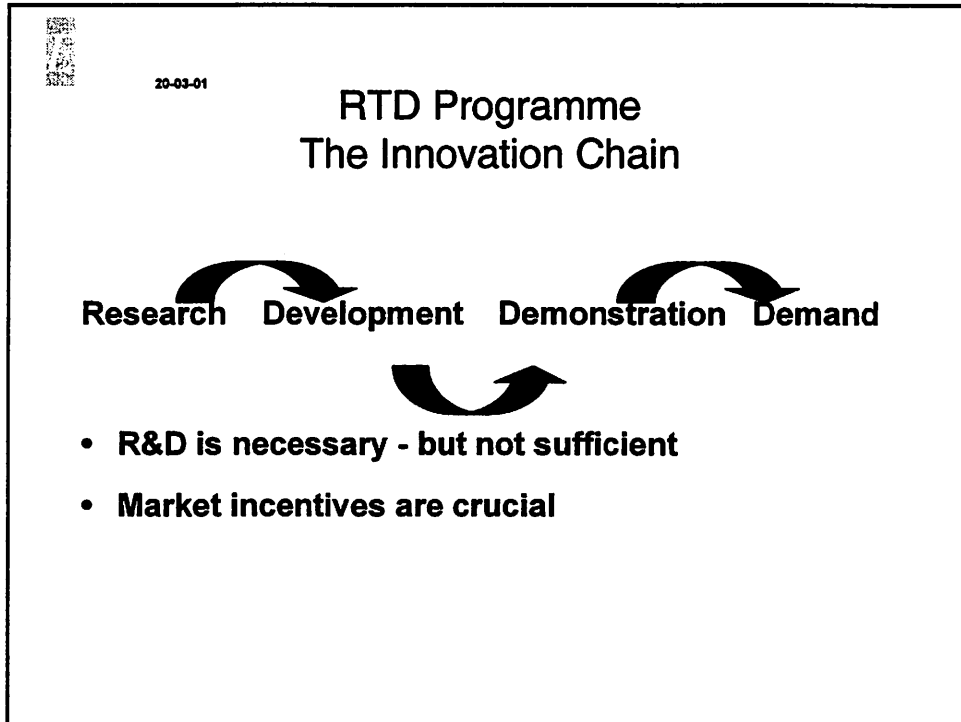 20-03-01
RTD Programme
The Innovation Chain
Research Development Demonstration Demand
• R&D is necessary - but not sufficient
• Market incentives are crucial